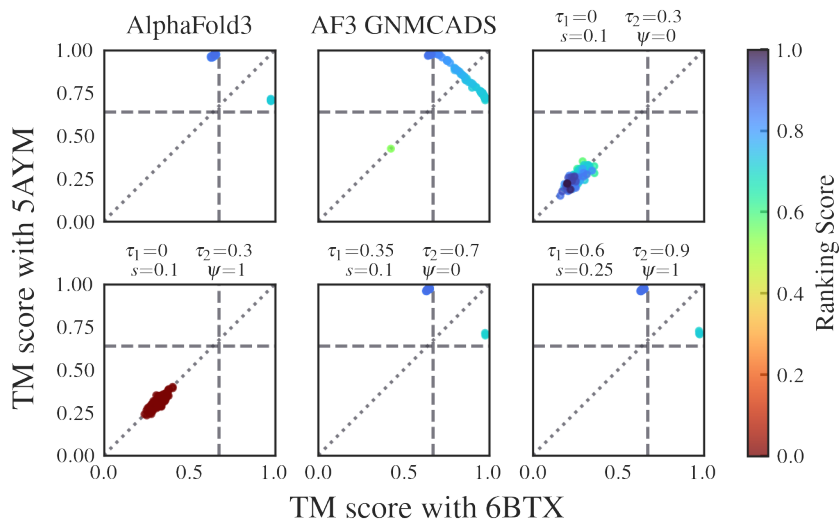 AlphaFold3
AF3 GNMCADS
τ₁=0 τ₂=0.3
s=0.1 ψ=0
1.00
0.75
0.50
0.25
0.00
1.0
0.8
0.6
0.4
0.2
0.0
Ranking Score
TM score with 5AYM
τ₁=0 τ₂=0.3
s=0.1 ψ=1
τ₁=0.35 τ₂=0.7
s=0.1 ψ=0
τ₁=0.6 τ₂=0.9
s=0.25 ψ=1
1.00
0.75
0.50
0.25
0.00
0.0 0.5 1.0
0.0 0.5 1.0
0.0 0.5 1.0
TM score with 6BTX